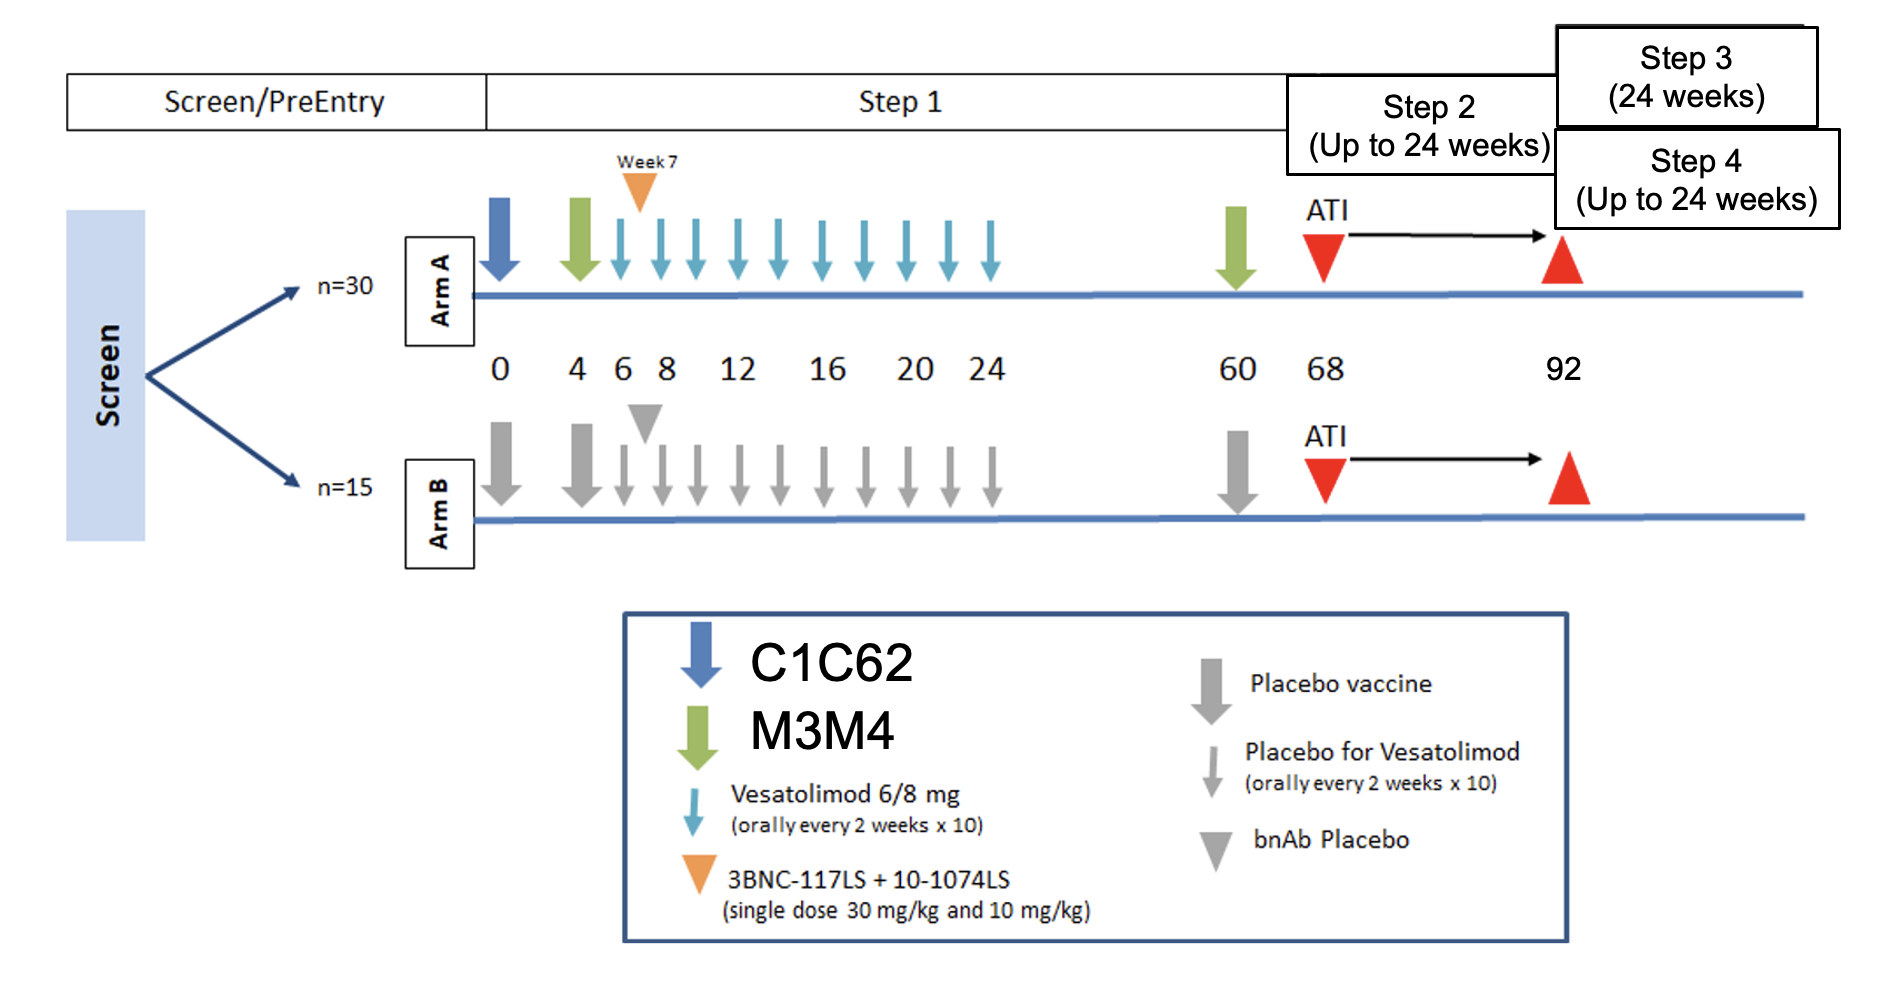 Screen/PreEntry
Step 1
Step 2
(Up to 24 weeks)
Step 3
(24 weeks)
Step 4
(Up to 24 weeks)
Week 7
ATI
Screen
n=30
Arm A
0 4 6 8 12 16 20 24 60 68 92
ATI
n=15
Arm B
C1C62
M3M4
Vesatolimod 6/8 mg
(orally every 2 weeks x 10)
3BNC-117LS + 10-1074LS
(single dose 30 mg/kg and 10 mg/kg)
Placebo vaccine
Placebo for Vesatolimod
(orally every 2 weeks x 10)
bnAb Placebo